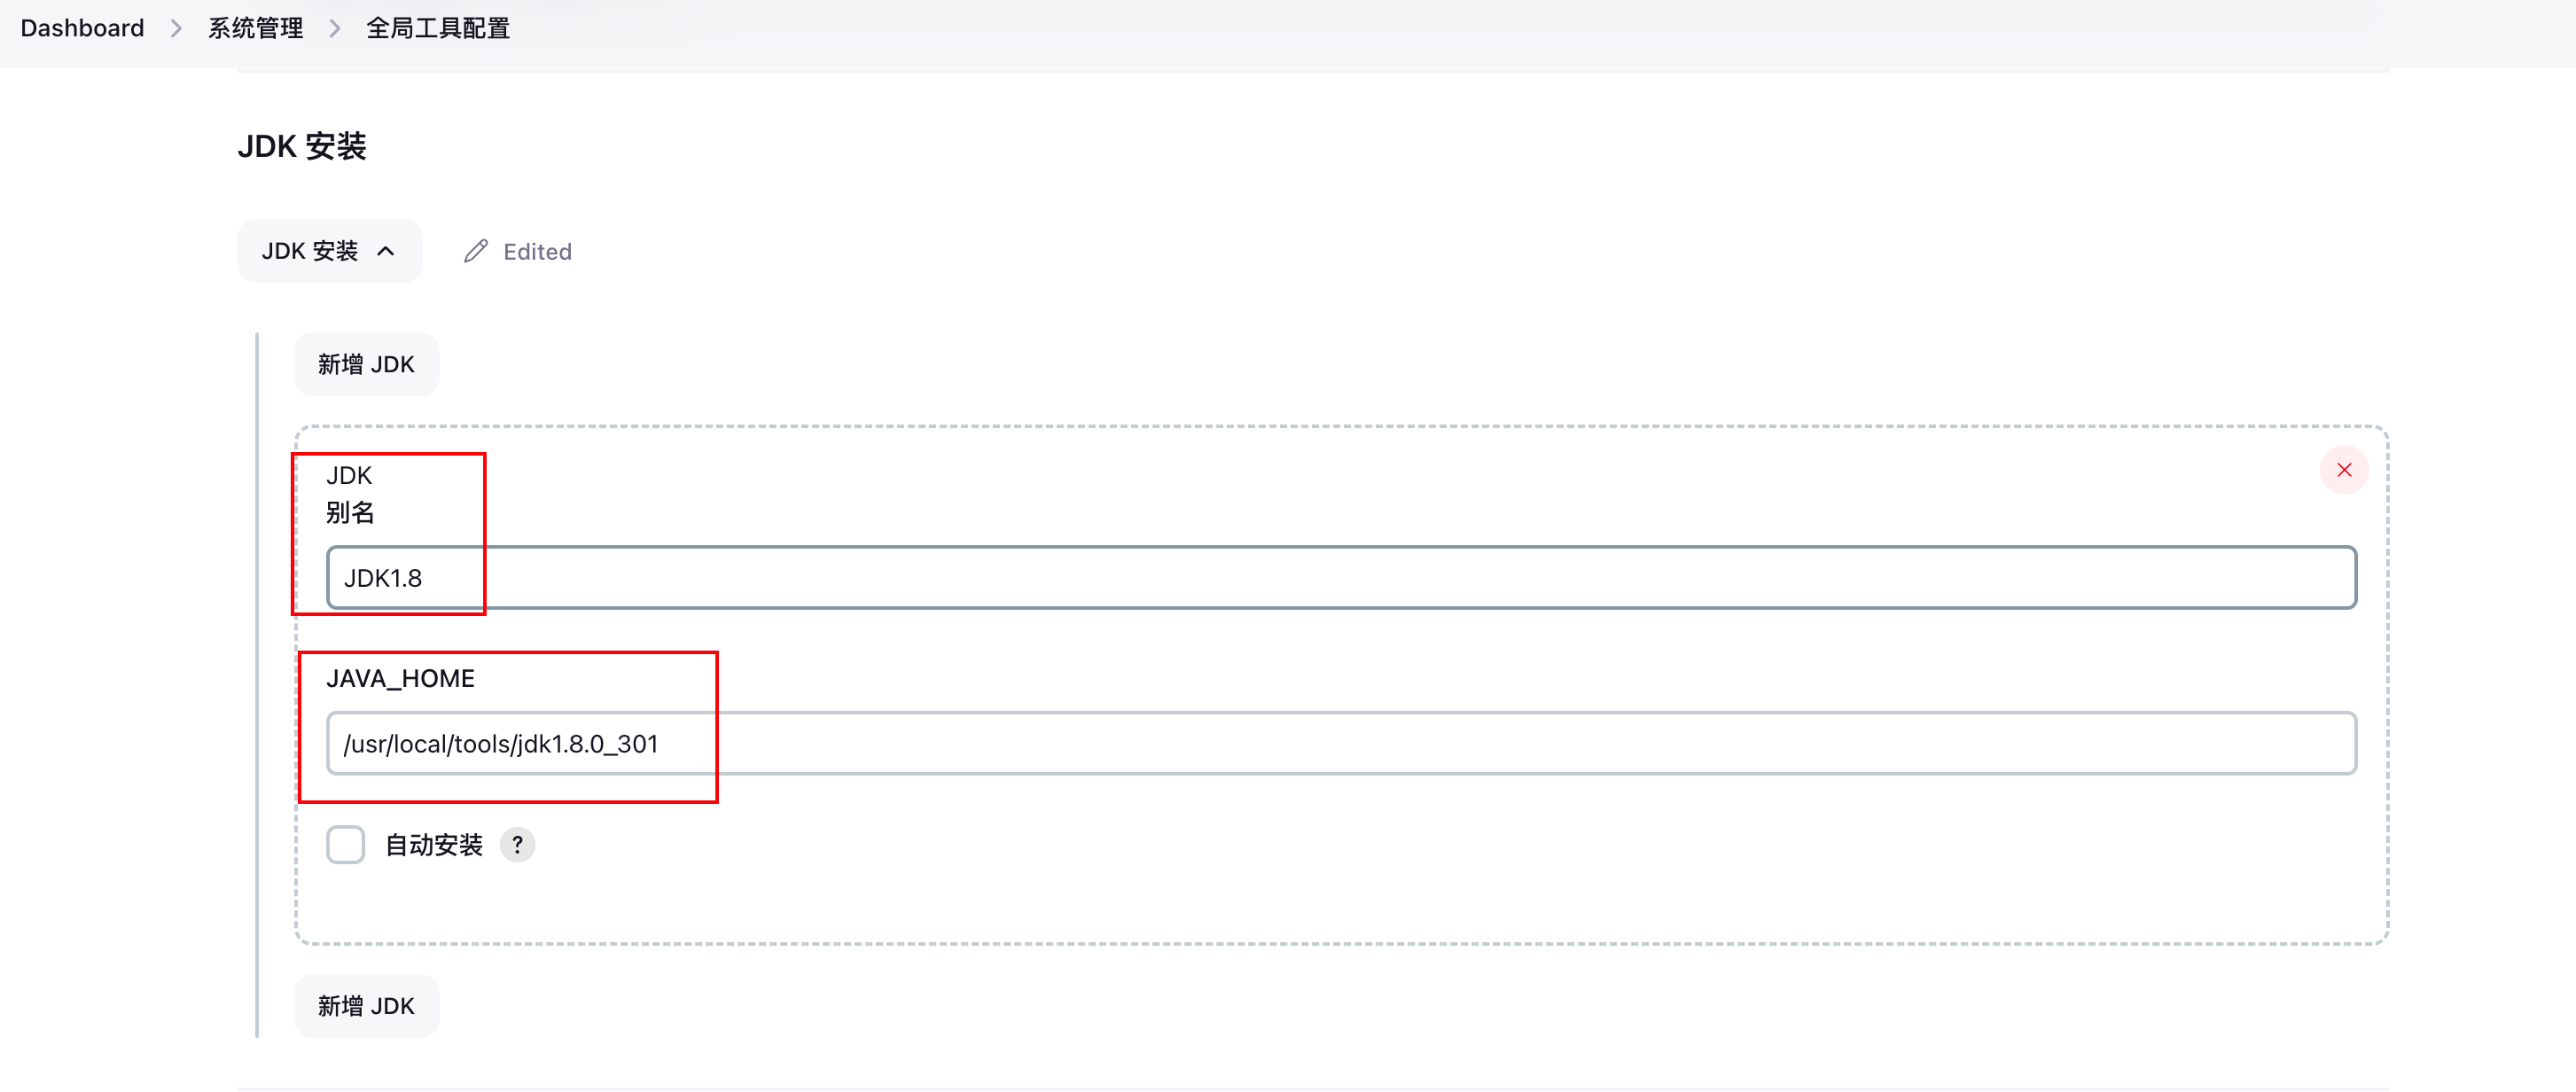 Dashboard > 系统管理 > 全局工具配置
JDK 安装
JDK 安装 Edited
新增 JDK
JDK
别名
JDK1.8
JAVA_HOME
/usr/local/tools/jdk1.8.0_301
自动安装 ?
新增 JDK